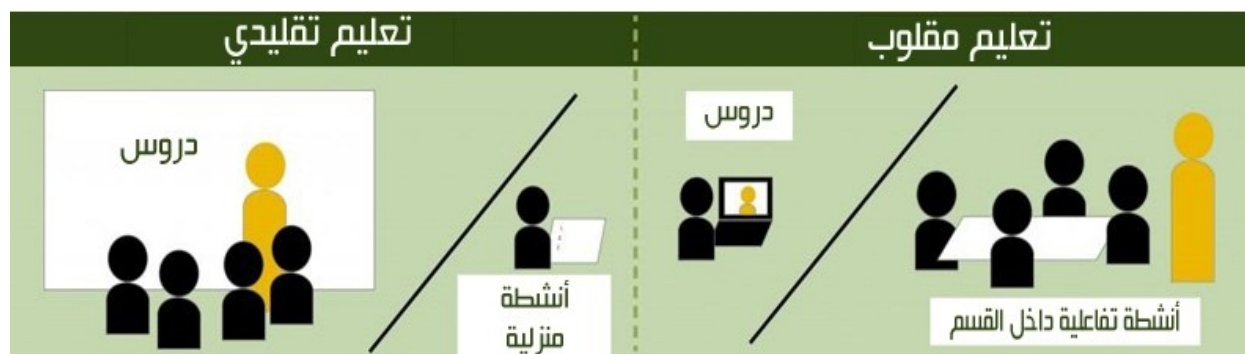 تعليم مقلوب
تعليم تقليدي
دروس
أنشطة تفاعلية داخل القسم
دروس
أنشطة
منزلية